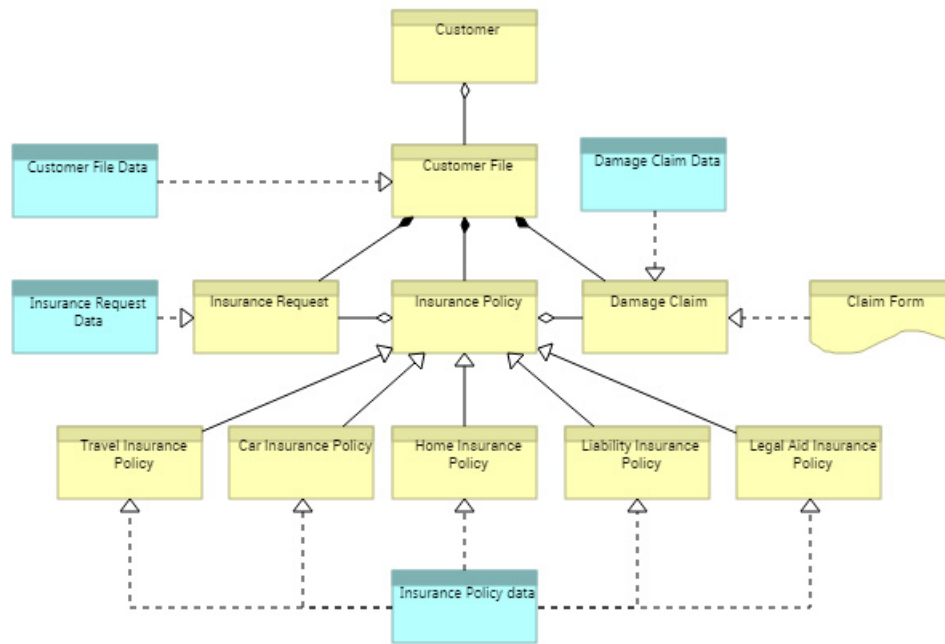 Customer
Customer File Data
Customer File
Damage Claim Data
Insurance Request
Data
Insurance Request
Insurance Policy
Damage Claim
Claim Form
Travel Insurance
Policy
Car Insurance Policy
Home Insurance
Policy
Liability Insurance
Policy
Legal Aid Insurance
Policy
Insurance Policy data